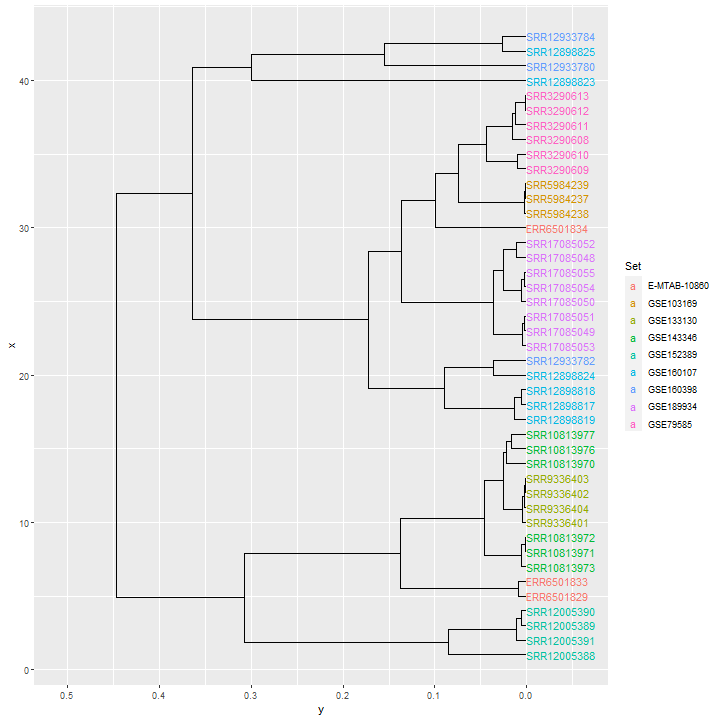 SRR12933784
SRR12898825
SRR12933780
SRR12898823
SRR3290613
SRR3290612
SRR3290611
SRR3290608
SRR3290610
SRR3290609
SRR5984239
SRR5984237
SRR5984238
ERR6501834
SRR17085052
SRR17085048
SRR17085055
SRR17085054
SRR17085050
SRR17085051
SRR17085049
SRR17085053
SRR12933782
SRR12898824
SRR12898818
SRR12898817
SRR12898819
SRR10813977
SRR10813976
SRR10813970
SRR9336403
SRR9336402
SRR9336404
SRR9336401
SRR10813972
SRR10813971
SRR10813973
ERR6501833
ERR6501829
SRR12005390
SRR12005389
SRR12005391
SRR12005388
40
30
20
10
0
x
0.5 0.4 0.3 0.2 0.1 0.0
y
Set
a E-MTAB-10860
a GSE103169
a GSE133130
a GSE143346
a GSE152389
a GSE160107
a GSE160398
a GSE189934
a GSE79585